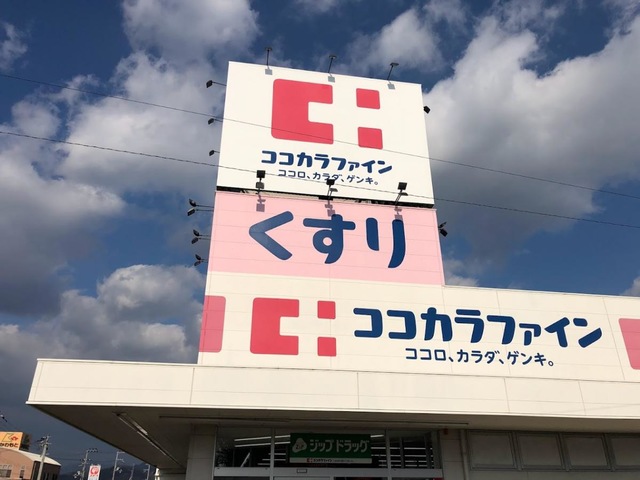 ココカラファイン
ココロ、カラダ、ゲンキ。
くすり
ココカラファイン
ココロ、カラダ、ゲンキ。
ジップドラッグ